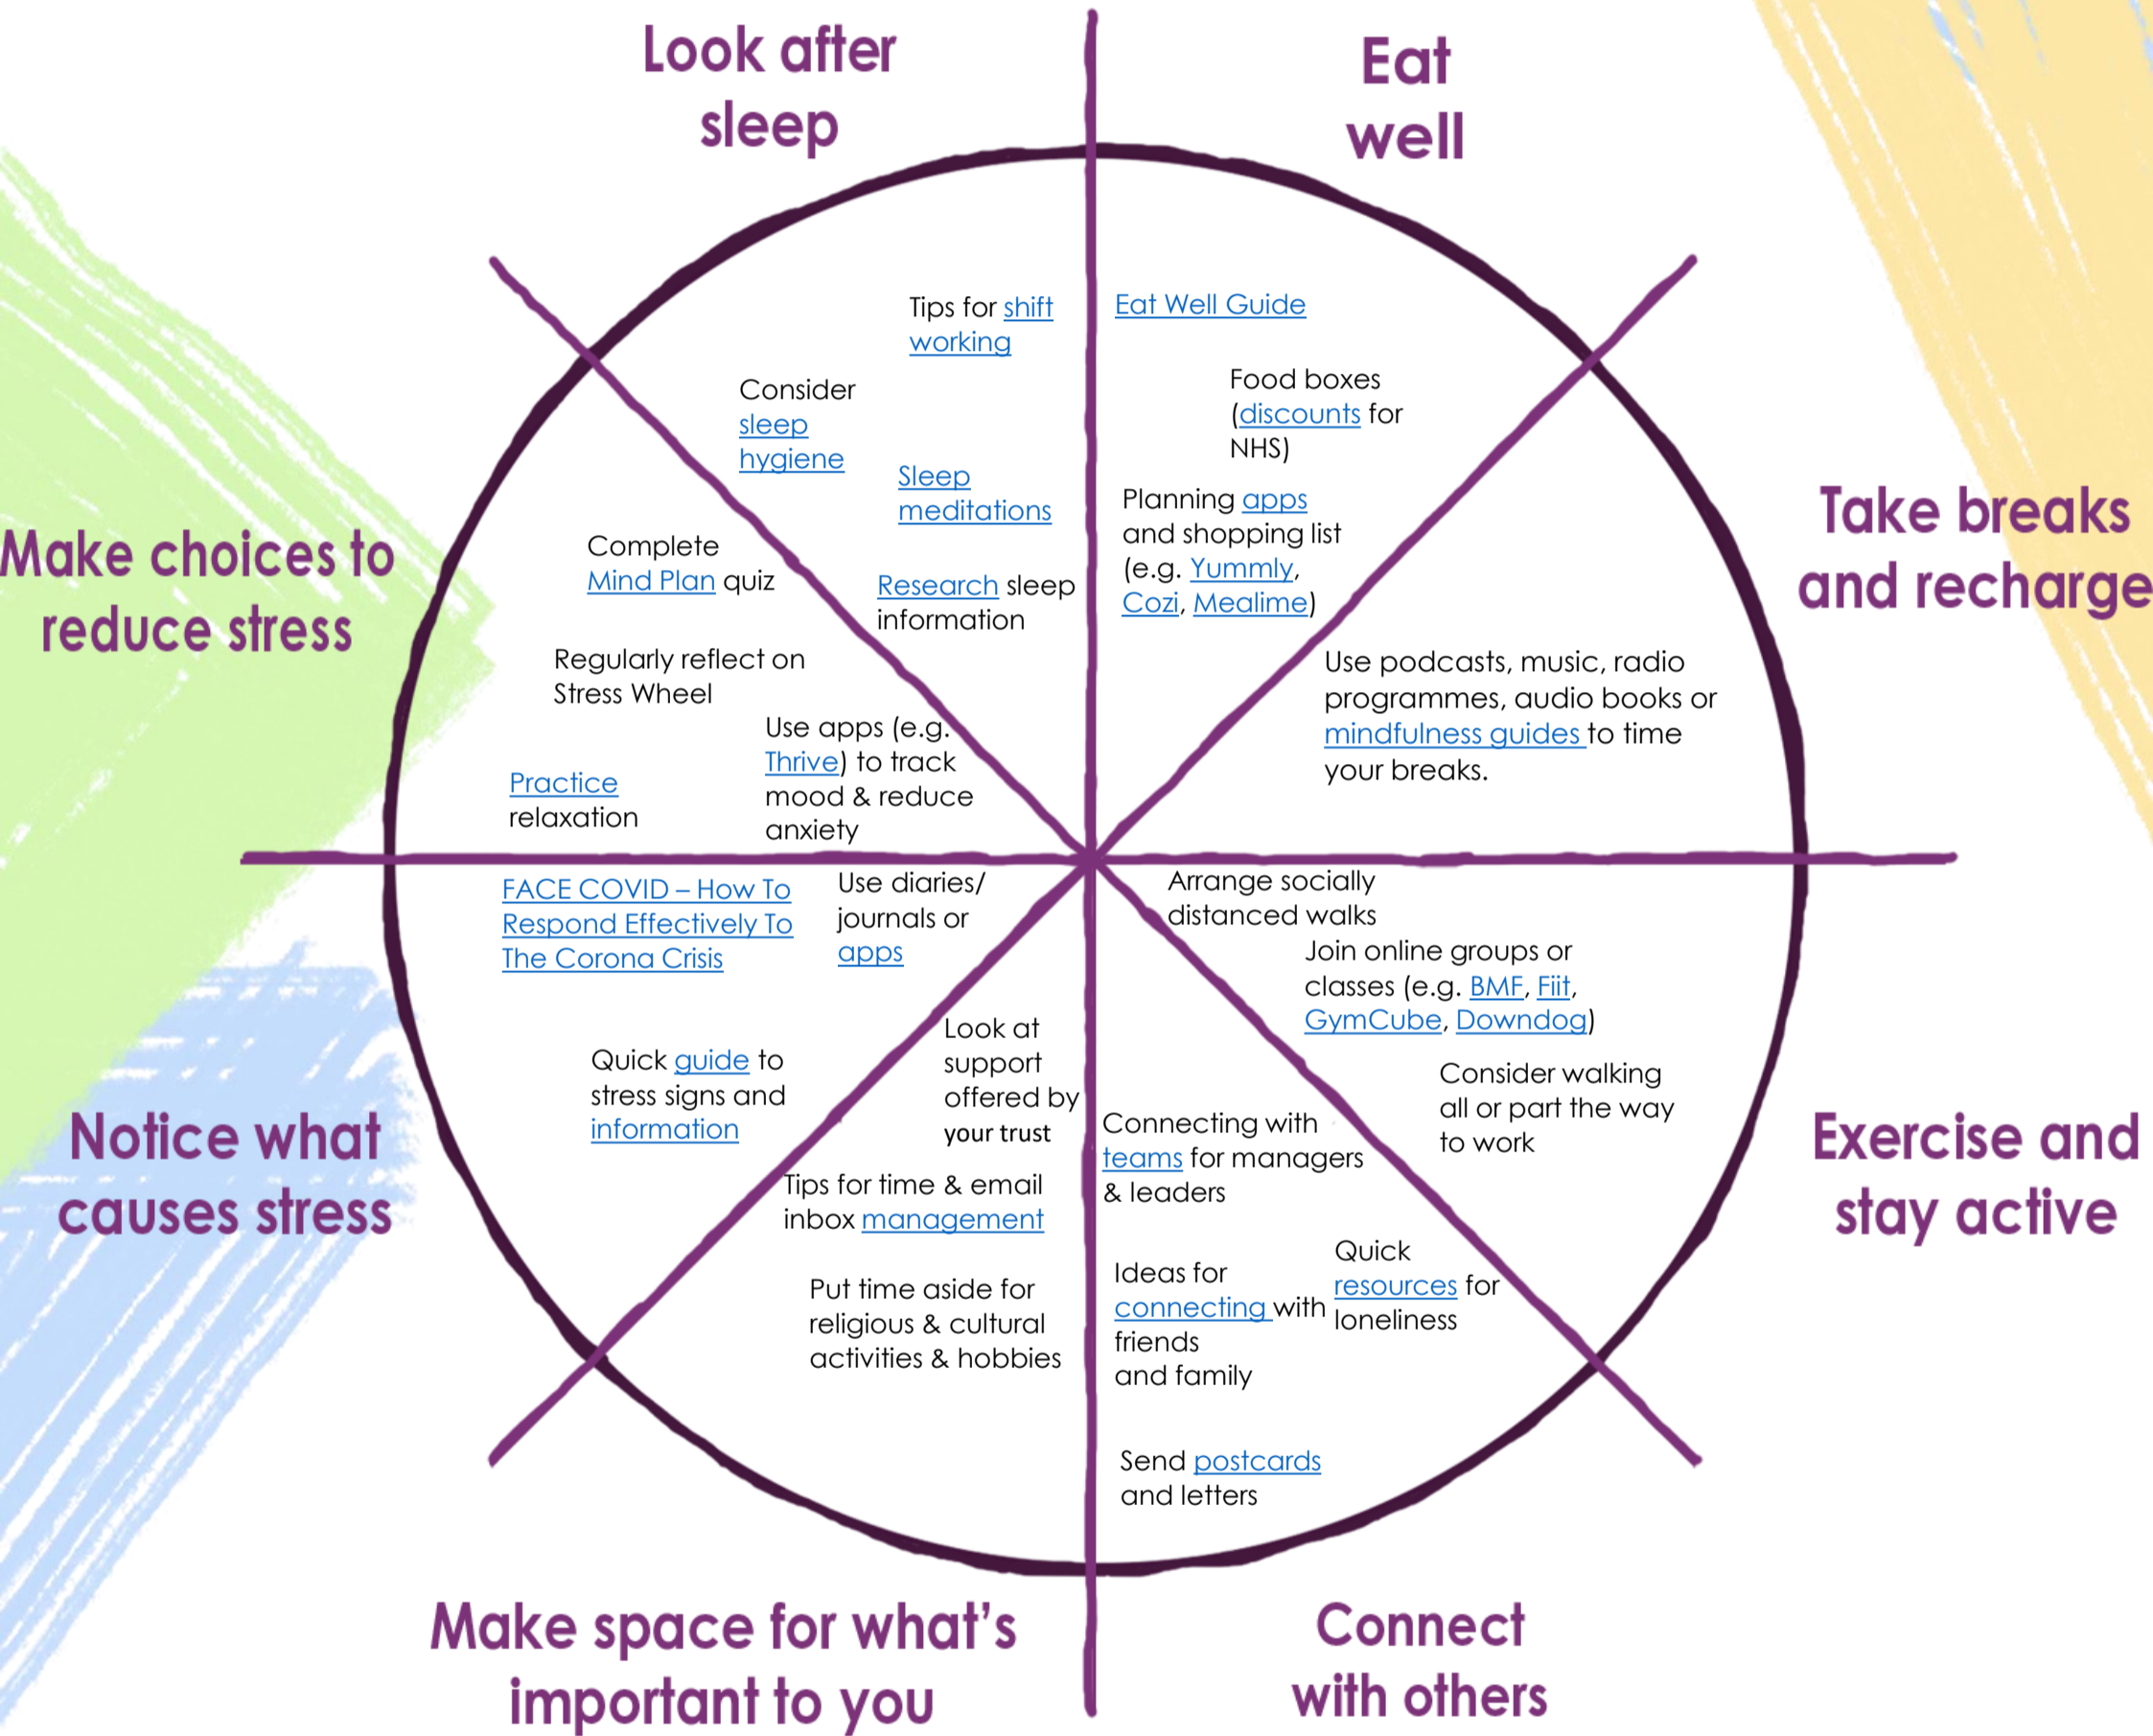 Look after
sleep
Eat
well
Tips for shift
working
Consider
sleep
hygiene
Sleep
meditations
Research sleep
information
Eat Well Guide
Food boxes
(discounts for
NHS)
Planning apps
and shopping list
(e.g. Yummly,
Cozi, Mealime)
Take breaks
and recharge
Use podcasts, music, radio
programmes, audio books or
mindfulness guides to time
your breaks.
Make choices to
reduce stress
Complete
Mind Plan quiz
Regularly reflect on
Stress Wheel
Use apps (e.g.
Thrive) to track
mood & reduce
anxiety
Practice
relaxation
Notice what
causes stress
FACE COVID – How To
Respond Effectively To
The Corona Crisis
Use diaries/
journals or
apps
Quick guide to
stress signs and
information
Exercise and
stay active
Arrange socially
distanced walks
Join online groups or
classes (e.g. BMF, Fiit,
GymCube, Downdog)
Consider walking
all or part the way
to work
Look at
support
offered by
your trust
Tips for time & email
inbox management
Put time aside for
religious & cultural
activities & hobbies
Make space for what's
important to you
Connecting with
teams for managers
& leaders
Ideas for
connecting with
friends
and family
Quick
resources for
loneliness
Send postcards
and letters
Connect
with others